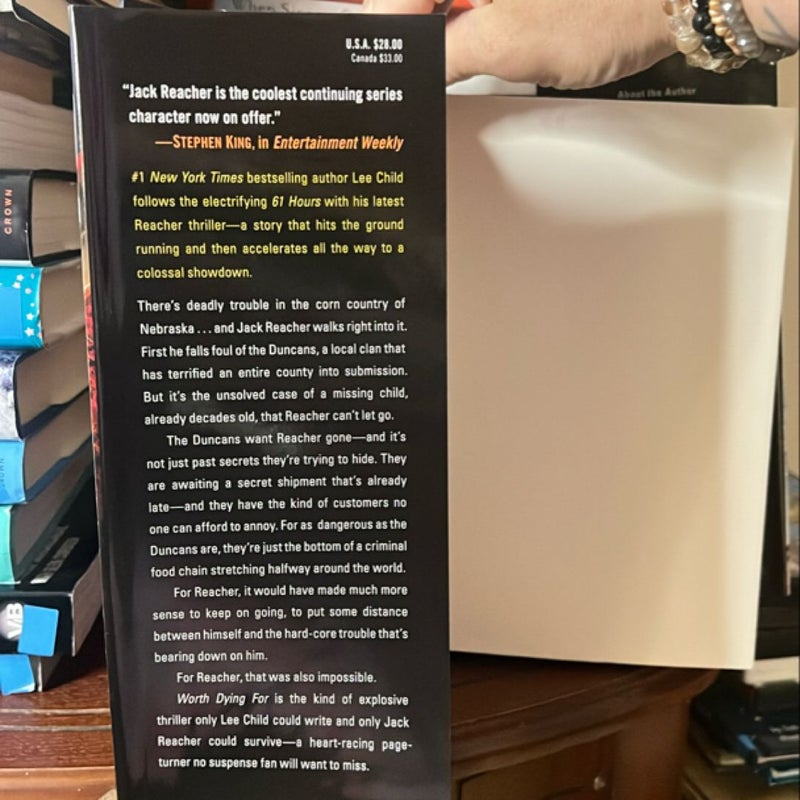 U.S.A. $28.00
Canada $33.00
"Jack Reacher is the coolest continuing series
character now on offer."
—STEPHEN KING, in Entertainment Weekly
#1 New York Times bestselling author Lee Child
follows the electrifying 61 Hours with his latest
Reacher thriller—a story that hits the ground
running and then accelerates all the way to a
colossal showdown.
There's deadly trouble in the corn country of
Nebraska . . . and Jack Reacher walks right into it.
First he falls foul of the Duncans, a local clan that
has terrified an entire county into submission.
But it's the unsolved case of a missing child,
already decades old, that Reacher can't let go.
The Duncans want Reacher gone—and it's
not just past secrets they're trying to hide. They
are awaiting a secret shipment that's already
late—and they have the kind of customers no
one can afford to annoy. For as dangerous as the
Duncans are, they're just the bottom of a criminal
food chain stretching halfway around the world.
For Reacher, it would have made much more
sense to keep on going, to put some distance
between himself and the hard-core trouble that's
bearing down on him.
For Reacher, that was also impossible.
Worth Dying For is the kind of explosive
thriller only Lee Child could write and only Jack
Reacher could survive—a heart-racing page-
turner no suspense fan will want to miss.
About the Author
CROWN
CROWN